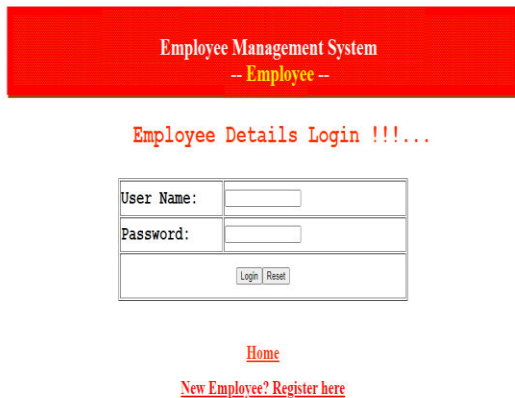 Employee Management System
-- Employee --
Employee Details Login !!!...
User Name:
Password:
Login Reset
Home
New Employee? Register here